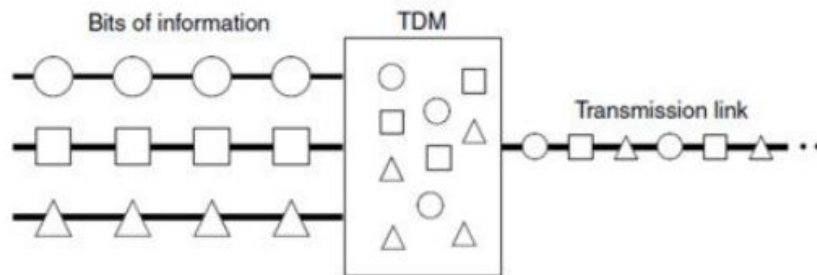 Bits of information
TDM
Transmission link